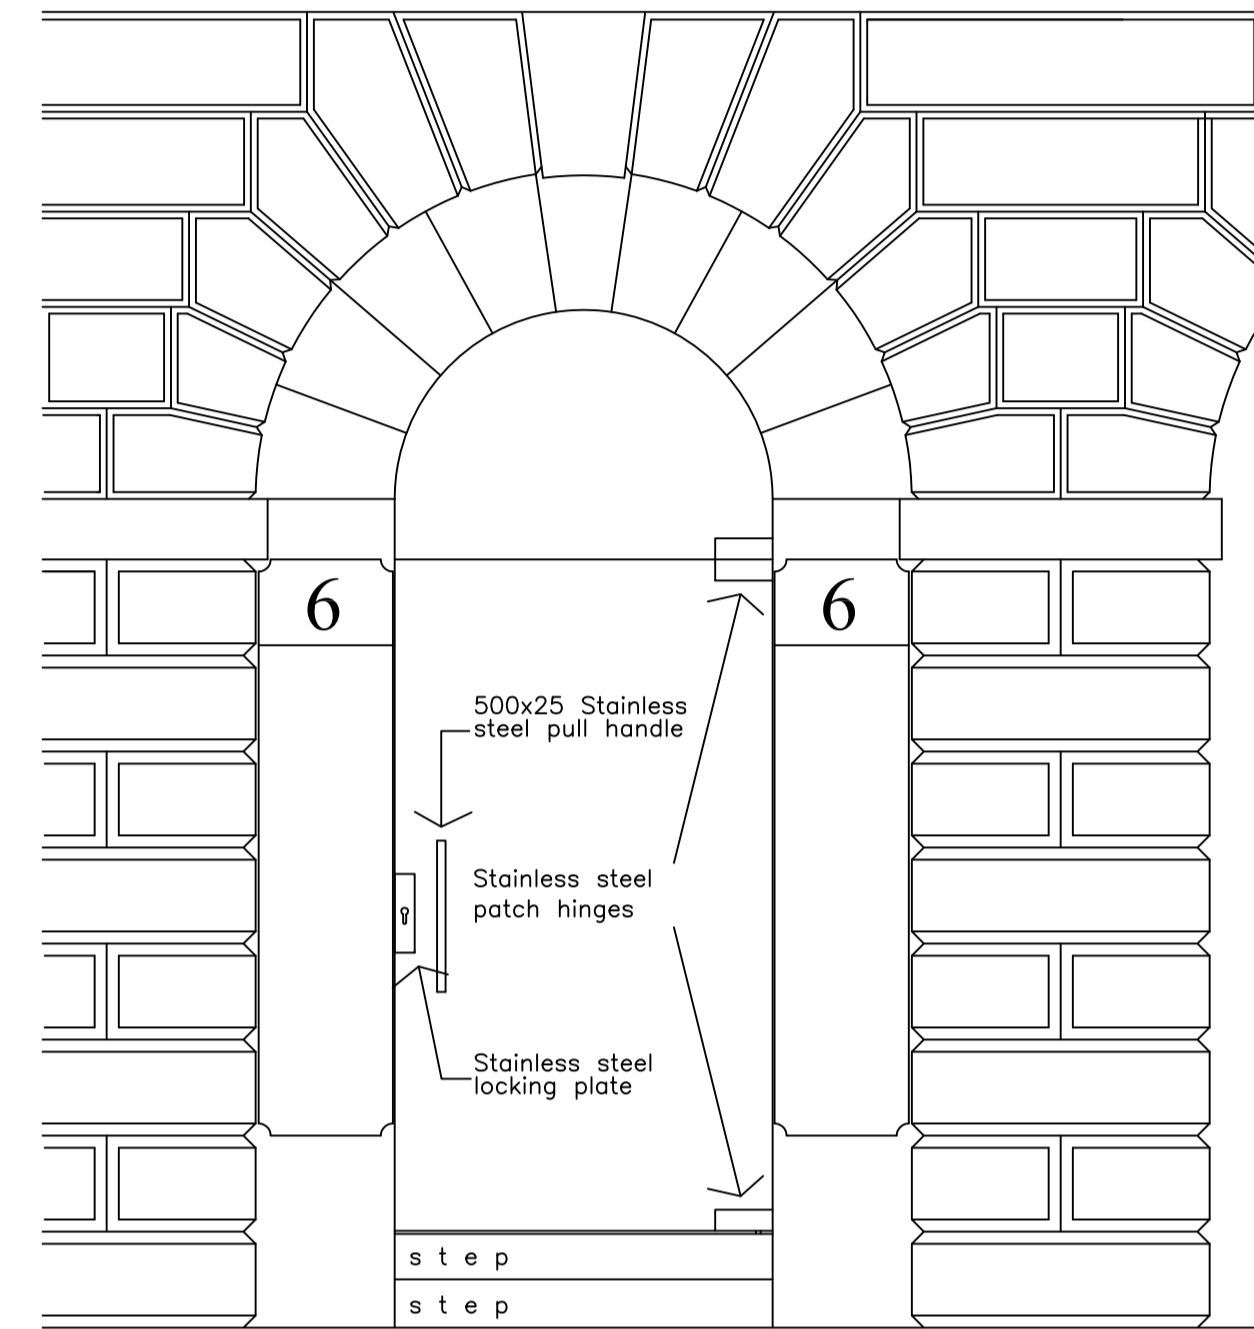 6
6
500x25 Stainless
steel pull handle
Stainless steel
patch hinges
Stainless steel
locking plate
step
step